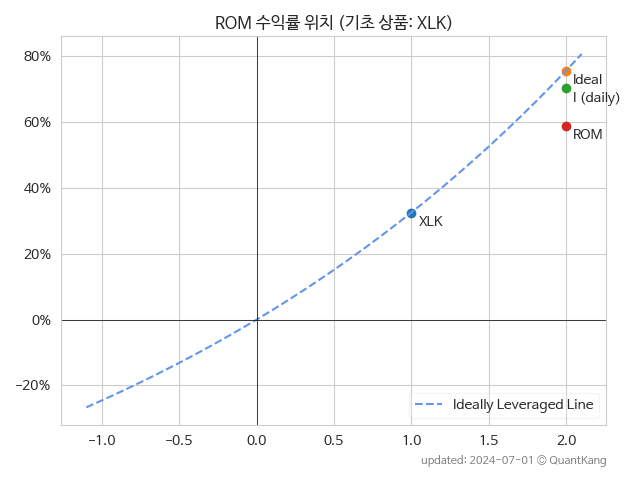 ROM 수익률 위치 (기초 상품: XLK)
80%
60%
40%
20%
0%
−20%
Ideal
I (daily)
ROM
XLK
Ideally Leveraged Line
−1.0 −0.5 0.0 0.5 1.0 1.5 2.0
updated: 2024-07-01 © QuantKang